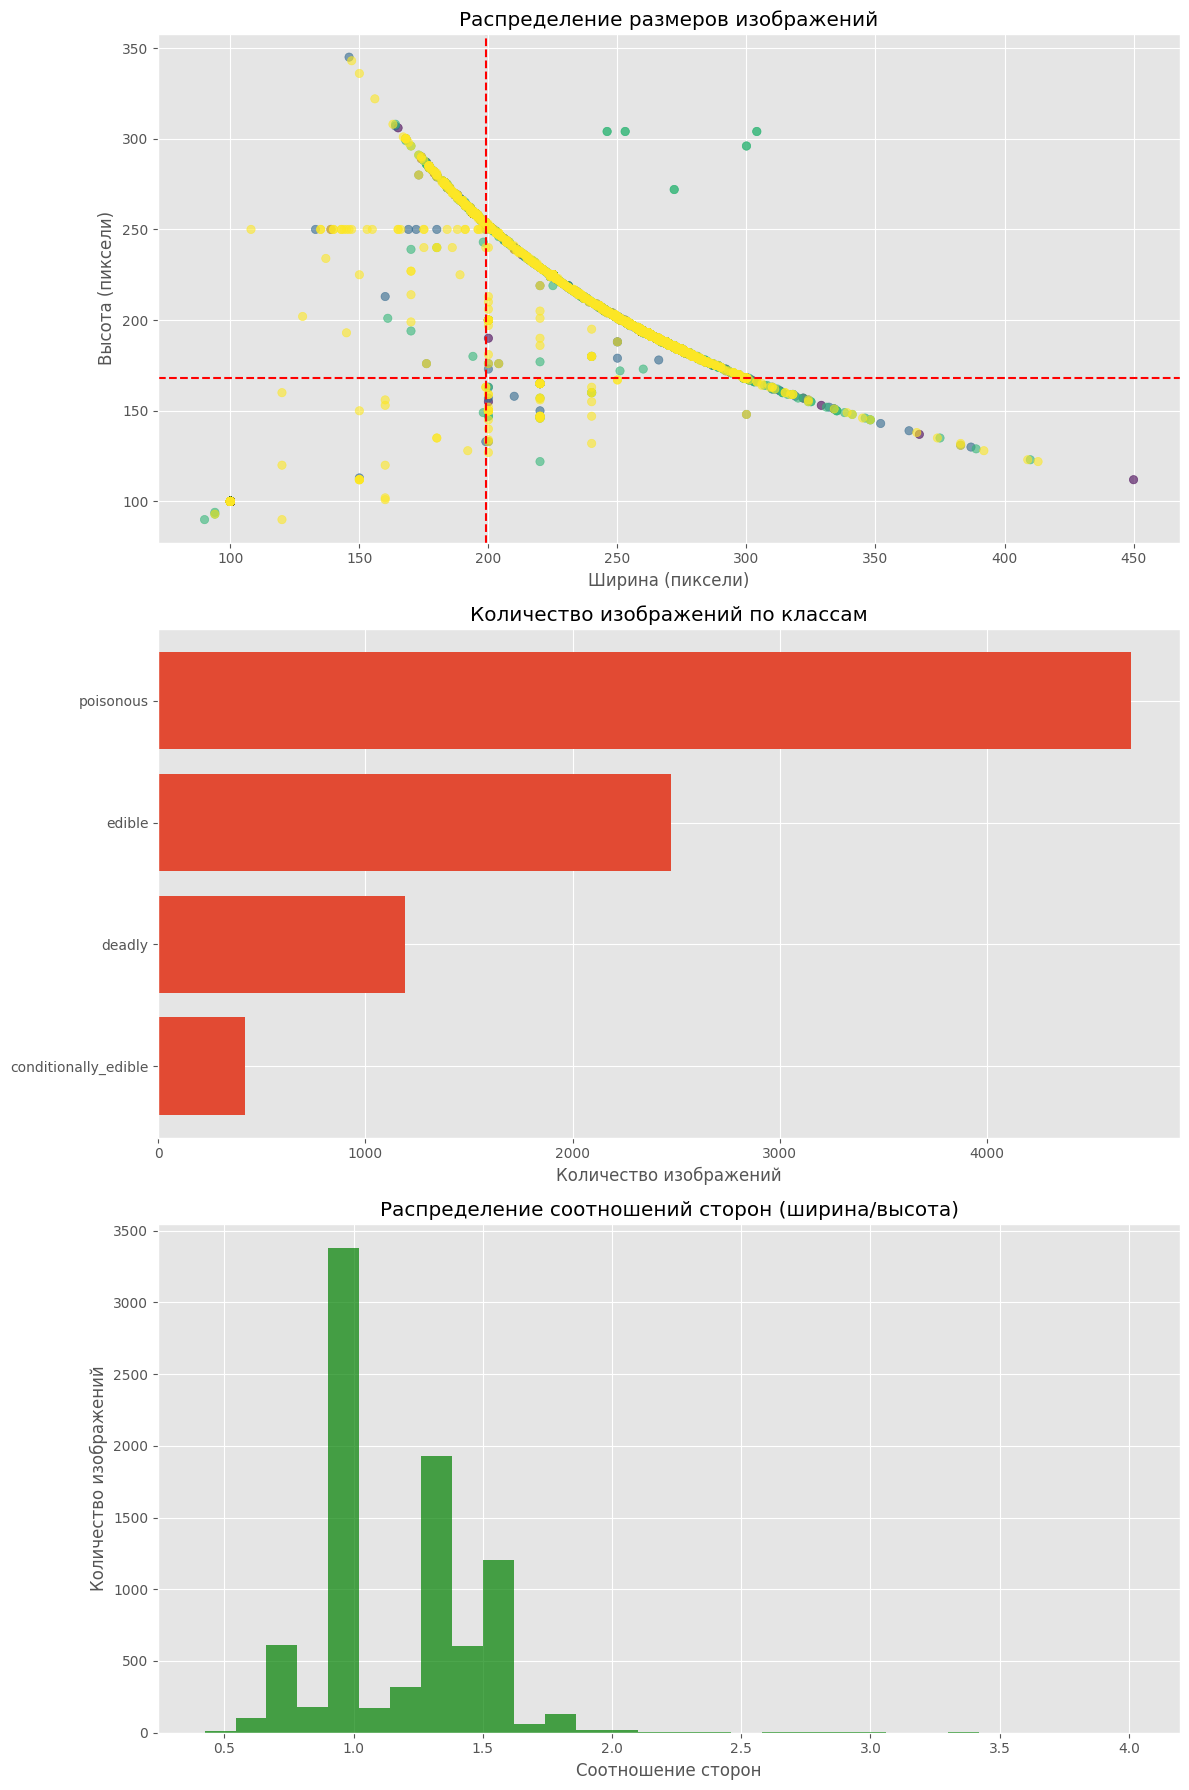 Распределение размеров изображений
350
300
250
200
150
100
Высота (пиксели)
100 150 200 250 300 350 400 450
Ширина (пиксели)
Количество изображений по классам
poisonous
edible
deadly
conditionally_edible
0 1000 2000 3000 4000
Количество изображений
Распределение соотношений сторон (ширина/высота)
3500
3000
2500
2000
1500
1000
500
0
Количество изображений
0.5 1.0 1.5 2.0 2.5 3.0 3.5 4.0
Соотношение сторон